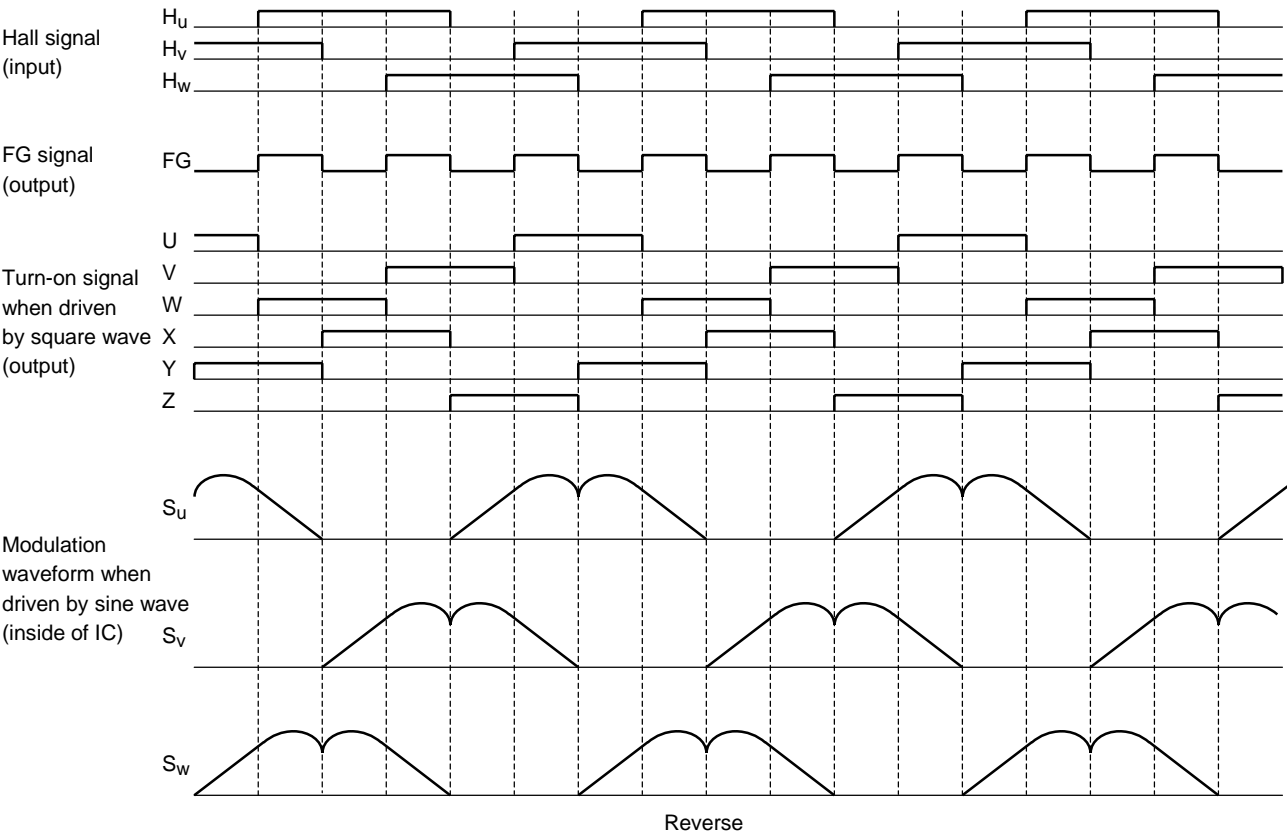 Hall signal
(input)
Hu
Hv
Hw
FG signal
(output)
FG
Turn-on signal
when driven
by square wave
(output)
U
V
W
X
Y
Z
Modulation
waveform when
driven by sine wave
(inside of IC)
Su
Sv
Sw
Reverse